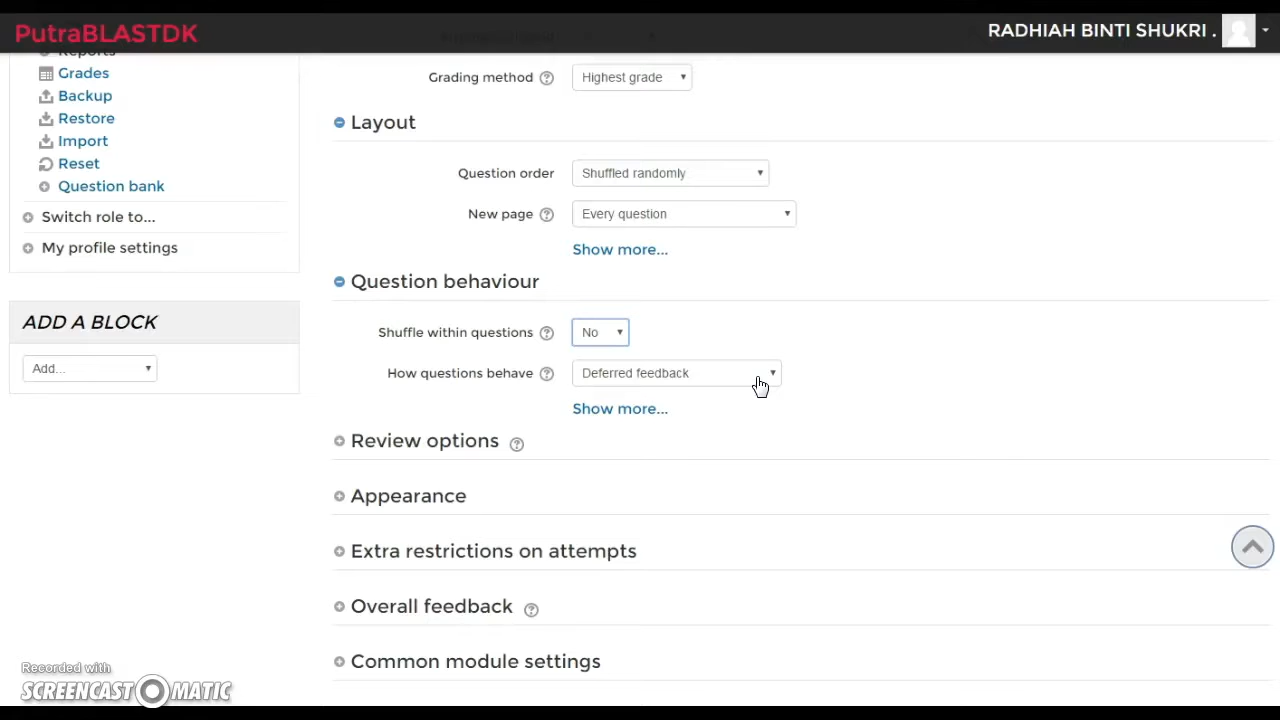 PutraBLASTDK
RADHIAH BINTI SHUKRI .
Reports
Grades
Backup
Restore
Import
Reset
Question bank
Switch role to...
My profile settings
ADD A BLOCK
Add...
Grading method ? Highest grade
Layout
Question order Shuffled randomly
New page ? Every question
Show more...
Question behaviour
Shuffle within questions ? No
How questions behave ? Deferred feedback
Show more...
Review options ?
Appearance
Extra restrictions on attempts
Overall feedback ?
Common module settings
Recorded with
SCREENCAST O MATIC